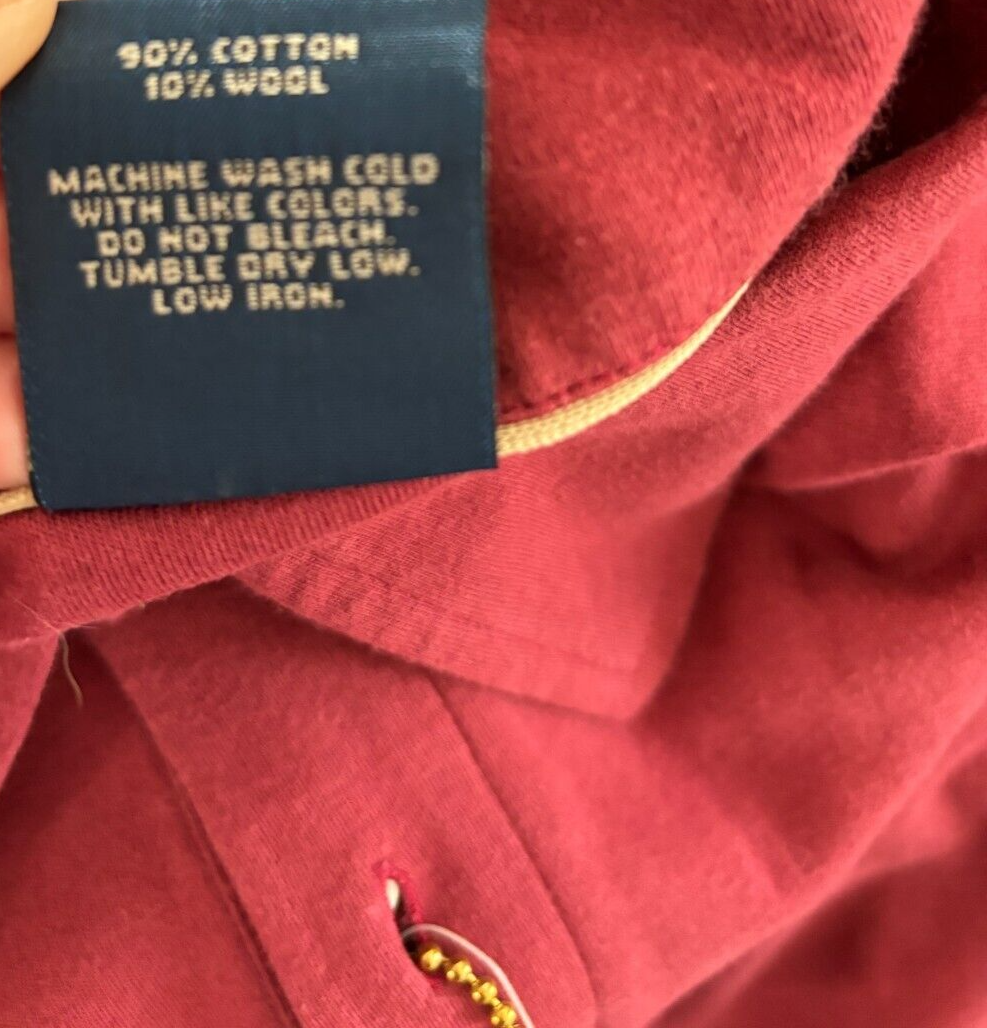 90% COTTON
10% WOOL
MACHINE WASH COLD
WITH LIKE COLORS.
DO NOT BLEACH.
TUMBLE DRY LOW.
LOW IRON.